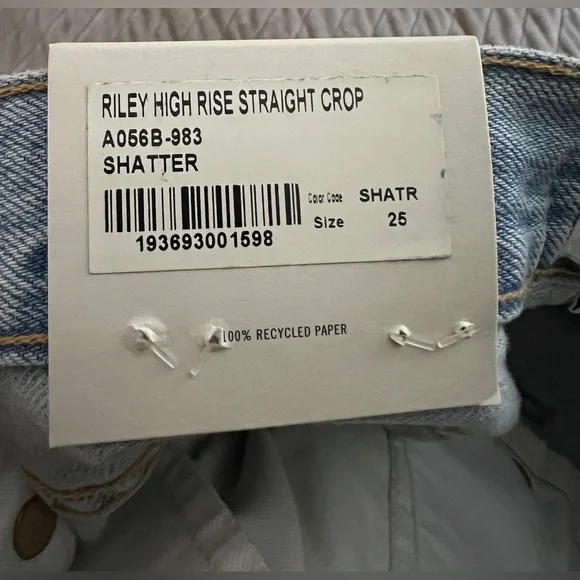 RILEY HIGH RISE STRAIGHT CROP
A056B-983
SHATTER
Color Code SHATR
Size 25
193693001598
100% RECYCLED PAPER